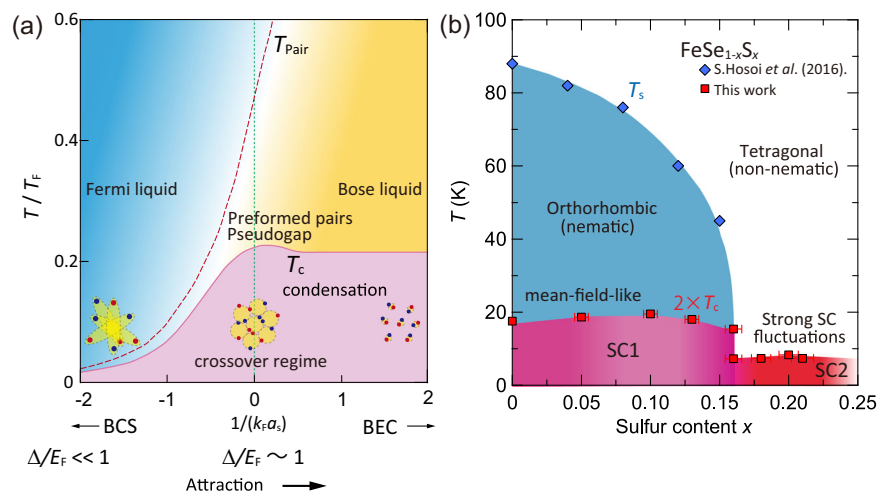 (a)
0.6
0.4
0.2
0
T / T_F
T_Pair
Fermi liquid
Bose liquid
Preformed pairs
Pseudogap
T_c
condensation
crossover regime
-2
-1
0
1
2
BCS
1/(k_F a_s)
BEC
Δ/E_F << 1
Δ/E_F ∼ 1
Attraction
(b)
FeSe_{1-x}S_x
S.Hosoi et al. (2016).
This work
100
80
60
40
20
0
T (K)
T_s
Tetragonal
(non-nematic)
Orthorhombic
(nematic)
mean-field-like
2×T_c
Strong SC
fluctuations
SC1
SC2
0
0.05
0.10
0.15
0.20
0.25
Sulfur content x